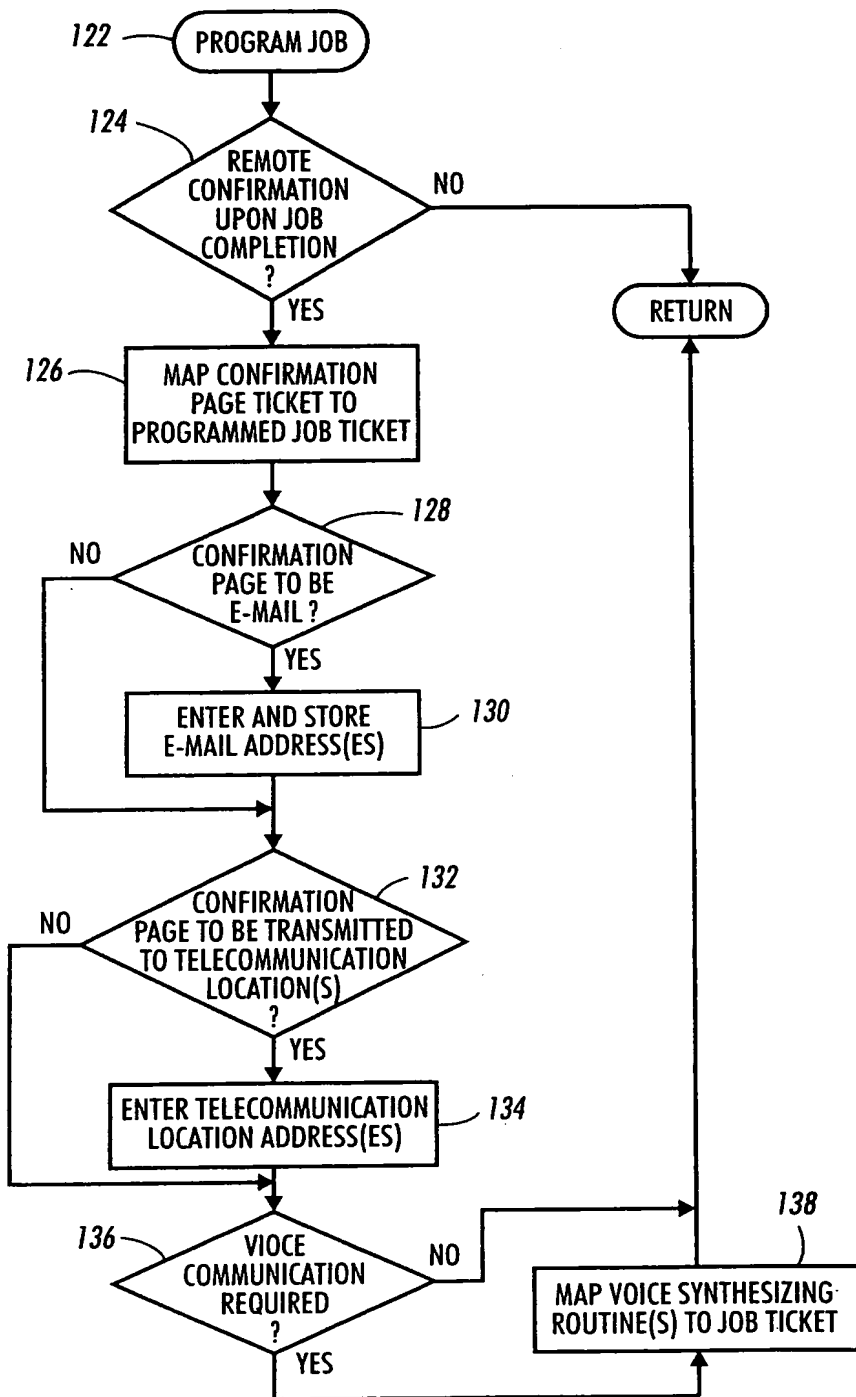 122
PROGRAM JOB
124
REMOTE
CONFIRMATION
UPON JOB
COMPLETION
?
NO
YES
RETURN
126
MAP CONFIRMATION
PAGE TICKET TO
PROGRAMMED JOB TICKET
128
NO
CONFIRMATION
PAGE TO BE
E-MAIL ?
YES
ENTER AND STORE
E-MAIL ADDRESS(ES)
130
132
NO
CONFIRMATION
PAGE TO BE TRANSMITTED
TO TELECOMMUNICATION
LOCATION(S)
?
YES
ENTER TELECOMMUNICATION
LOCATION ADDRESS(ES)
134
136
VIOCE
COMMUNICATION
REQUIRED
?
NO
YES
138
MAP VOICE SYNTHESIZING
ROUTINE(S) TO JOB TICKET